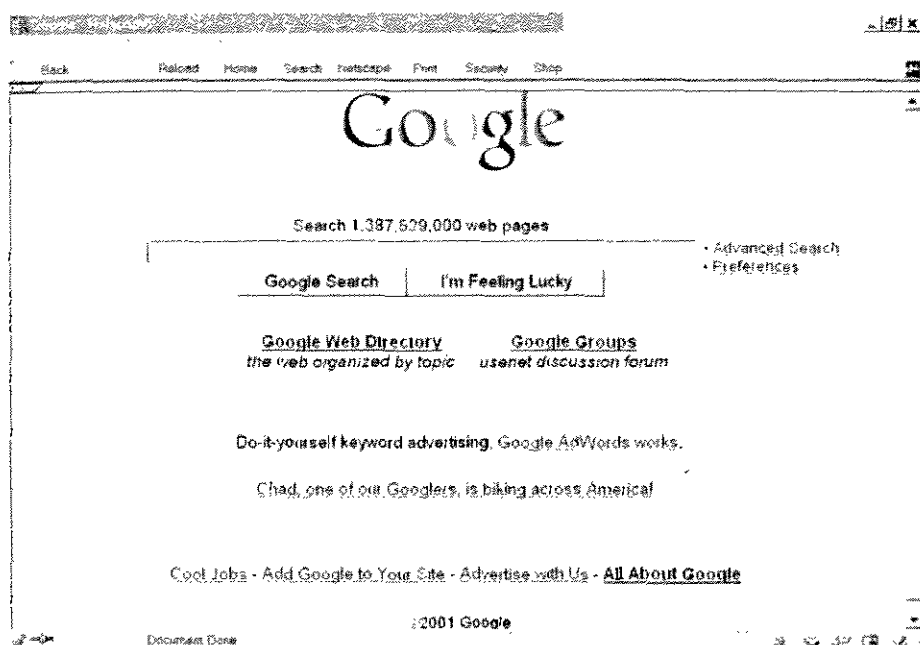 Back Reload Home Search Netscape Print Security Shop
Google
Search 1,387,529,000 web pages
• Advanced Search
• Preferences
Google Search I'm Feeling Lucky
Google Web Directory Google Groups
the web organized by topic usenet discussion forum
Do-it-yourself keyword advertising, Google AdWords works.
Chad, one of our Googlers, is biking across America!
Cool Jobs - Add Google to Your Site - Advertise with Us - All About Google
©2001 Google
Document Done